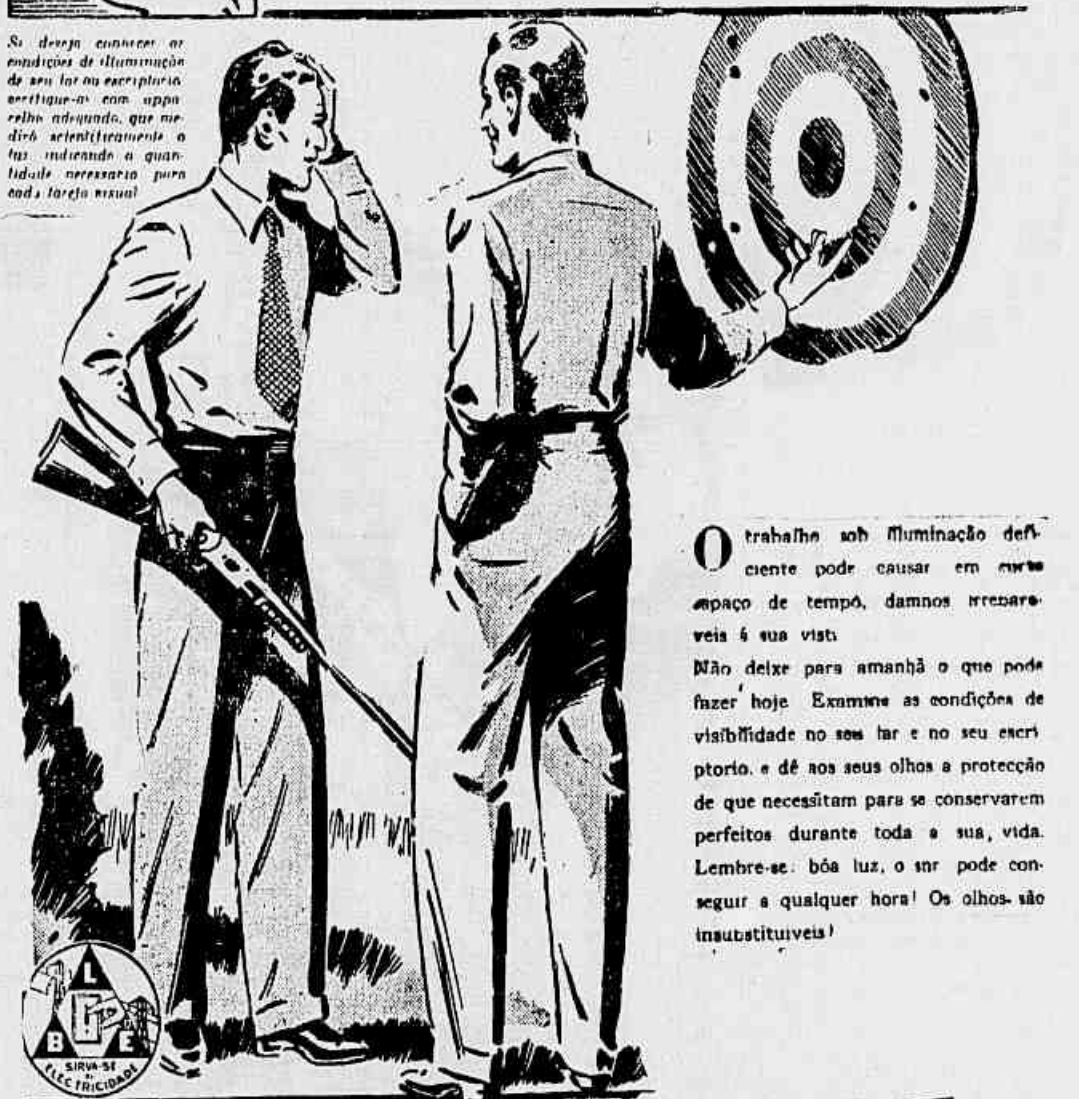 Si deseja conhecer as
condições de illuminação
de seu lar ou escriptorio
verifique-as com appa
relho adequado, que me-
dirá scientificamente a
luz indicando a quan-
tidade necessaria para
cada tarefa visual
O trabalho sob illuminação defi-
ciente pode causar em curto
espaço de tempo, damnos irrepara-
veis á sua vista
Não deixe para amanhã o que pode
fazer hoje Examine as condições de
visibilidade no seu lar e no seu escri
ptorio. e dê aos seus olhos a protecção
de que necessitam para se conservarem
perfeitos durante toda a sua, vida.
Lembre-se: bôa luz, o snr pode con-
seguir a qualquer hora! Os olhos são
insubstituiveis!
L
B
E
SIRVA-SE
DE
ELECTRICIDADE